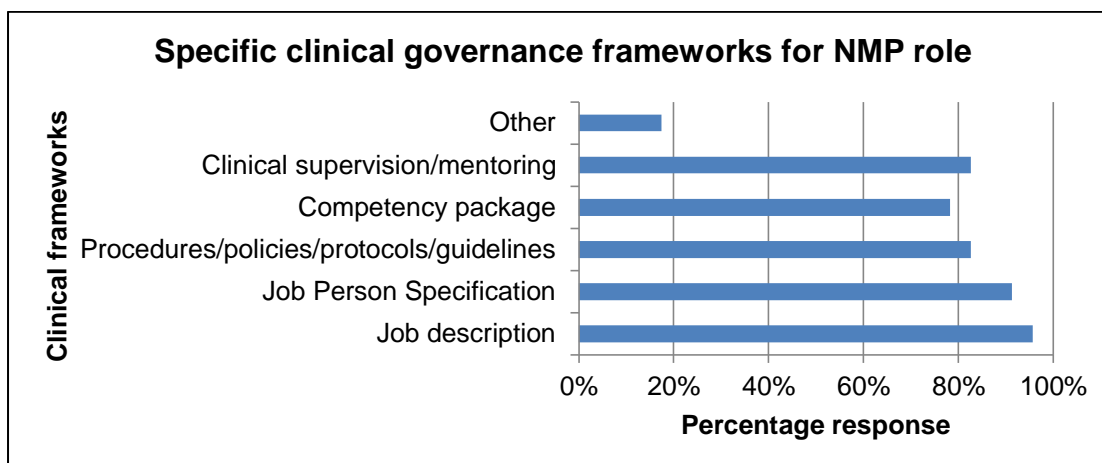 Specific clinical governance frameworks for NMP role
Clinical frameworks
Other
Clinical supervision/mentoring
Competency package
Procedures/policies/protocols/guidelines
Job Person Specification
Job description
0% 20% 40% 60% 80% 100%
Percentage response